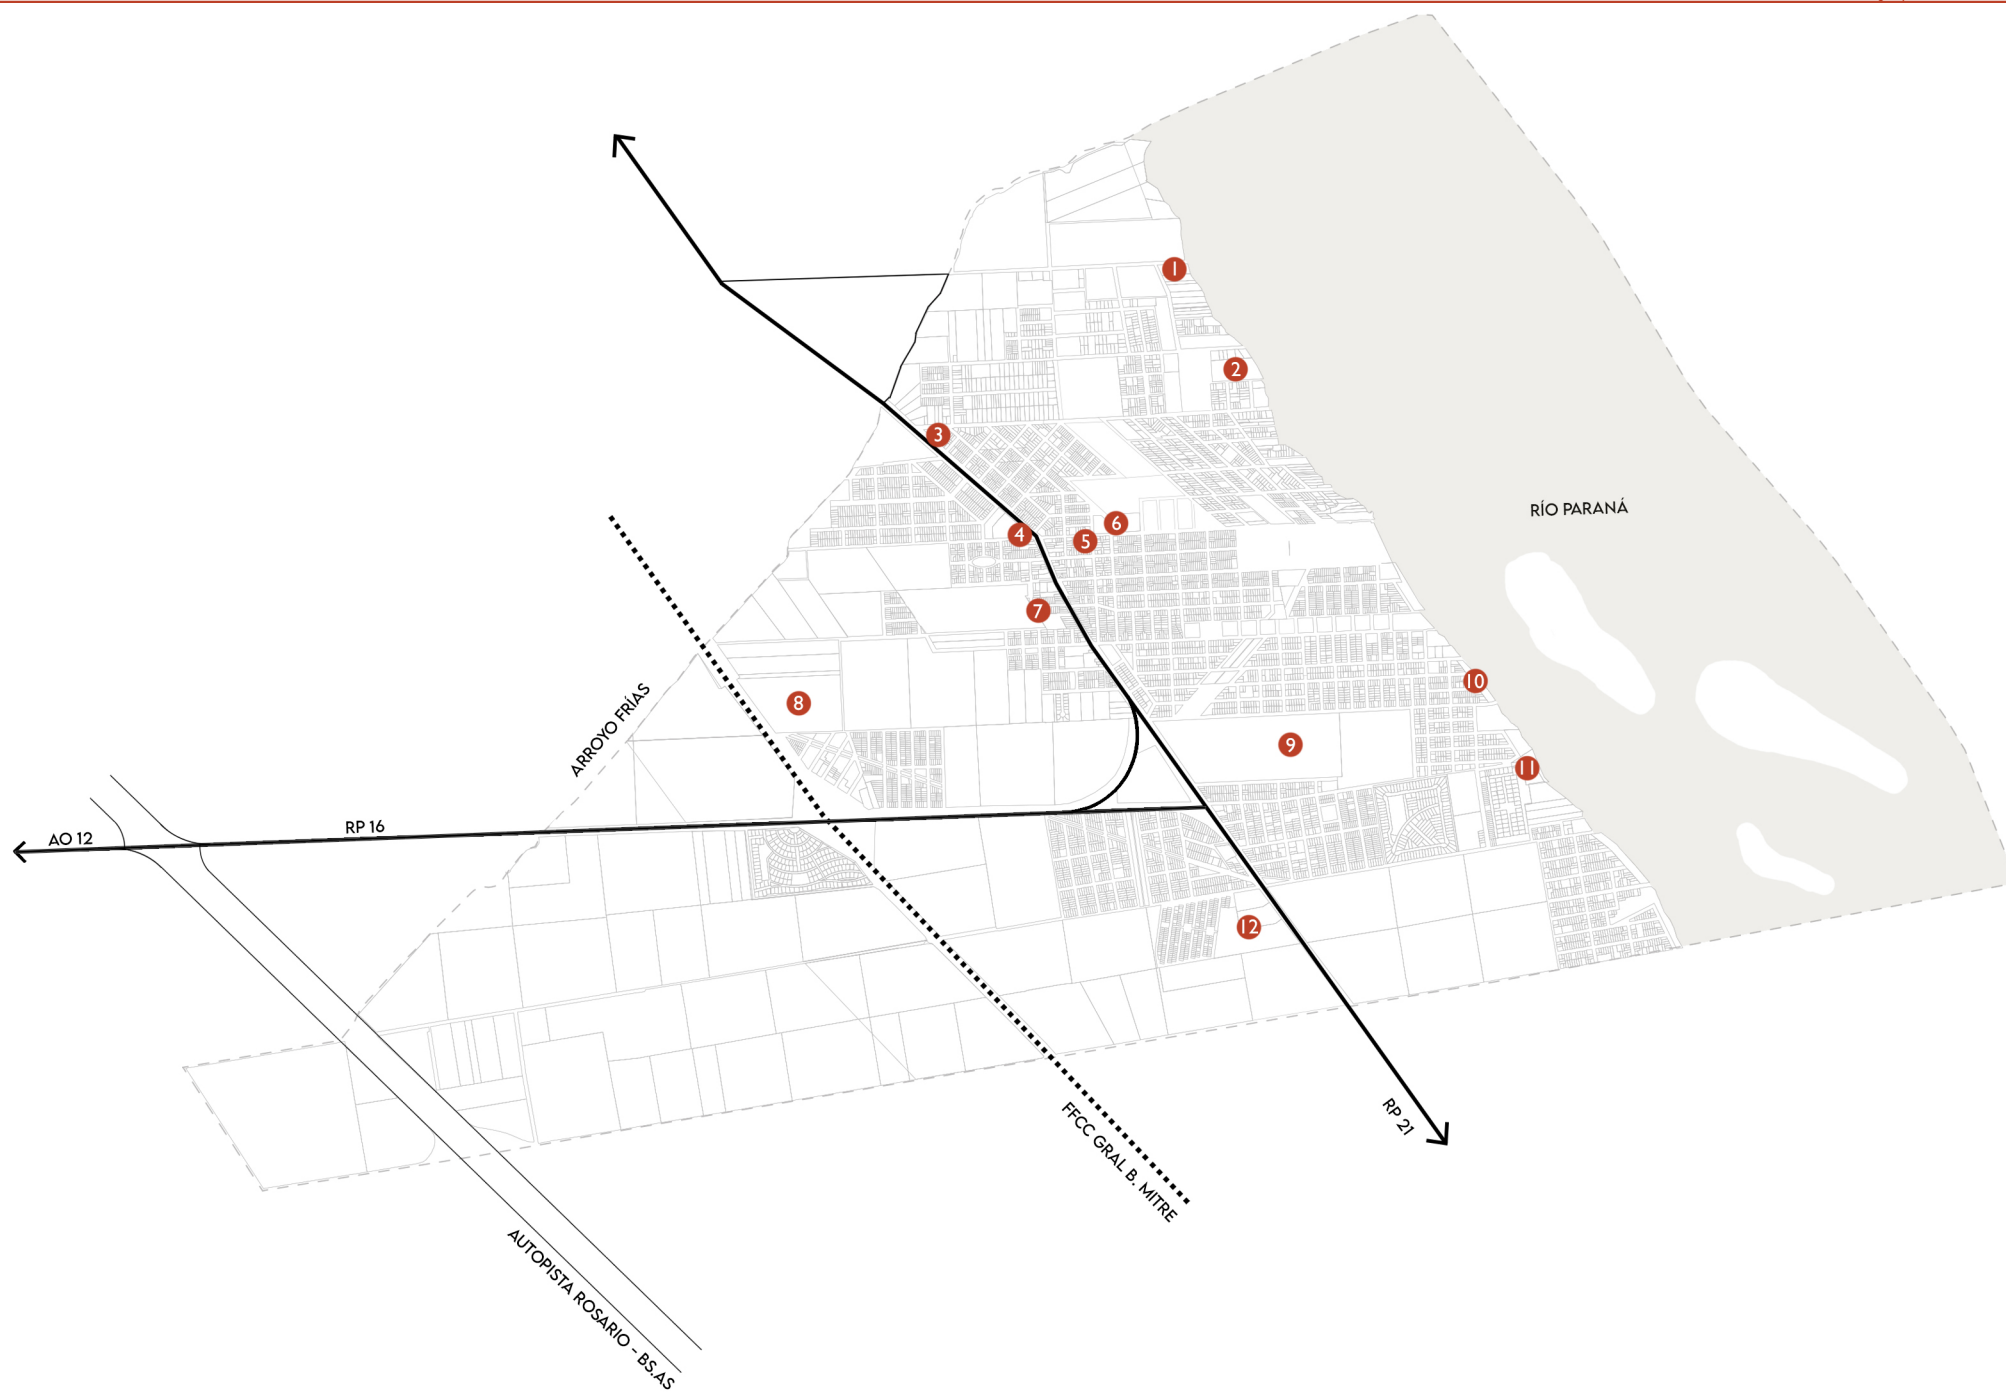 1
2
3
RÍO PARANÁ
6
4
5
7
10
8
ARROYO FRÍAS
9
11
RP 16
AO 12
12
RP 21
FFCC GRAL B. MITRE
AUTOPISTA ROSARIO - BS.AS